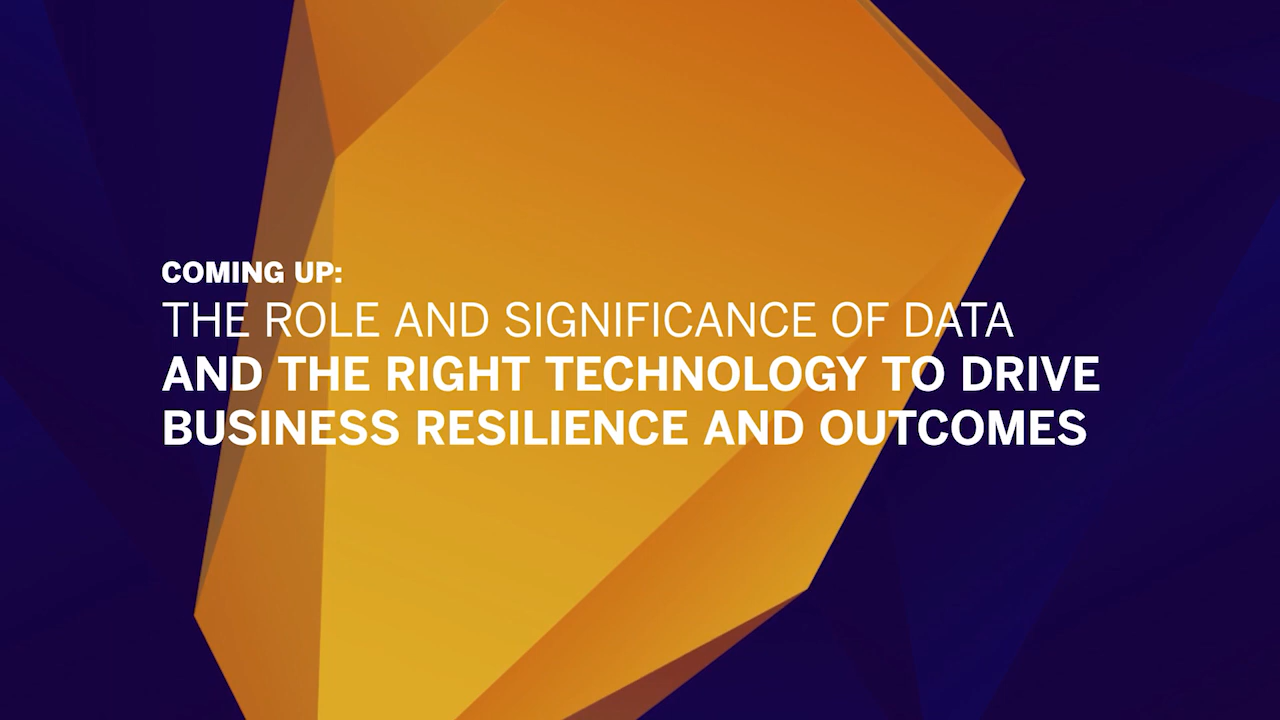 COMING UP:
THE ROLE AND SIGNIFICANCE OF DATA
AND THE RIGHT TECHNOLOGY TO DRIVE
BUSINESS RESILIENCE AND OUTCOMES